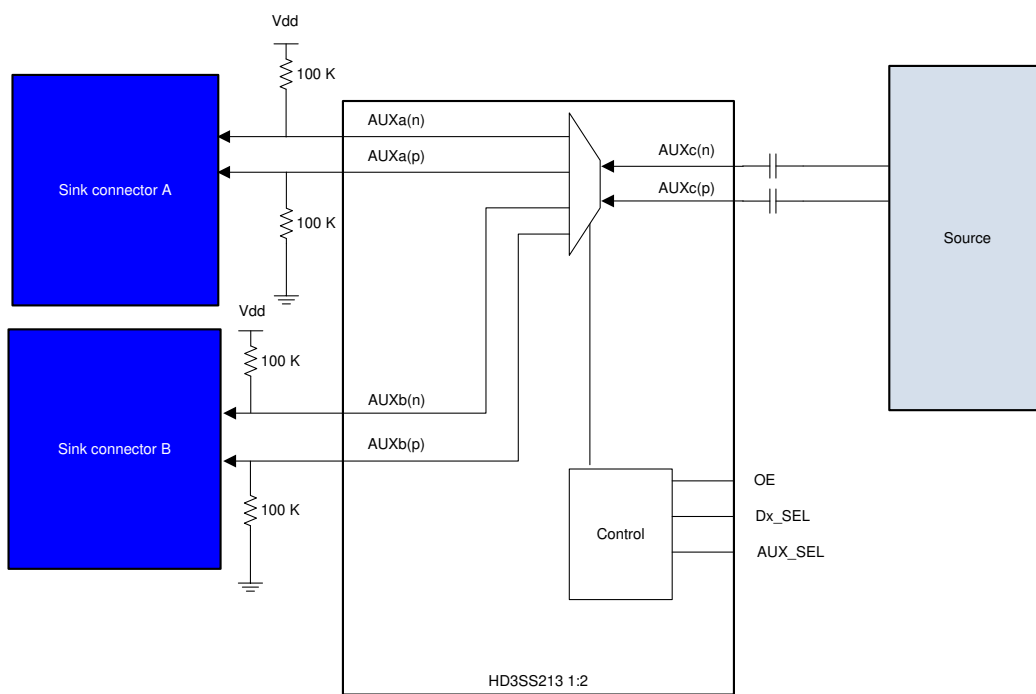 Vdd
100 K
AUXa(n)
AUXa(p)
AUXc(n)
AUXc(p)
Sink connector A
100 K
Source
Vdd
100 K
AUXb(n)
AUXb(p)
Sink connector B
100 K
OE
Dx_SEL
Control
AUX_SEL
HD3SS213 1:2